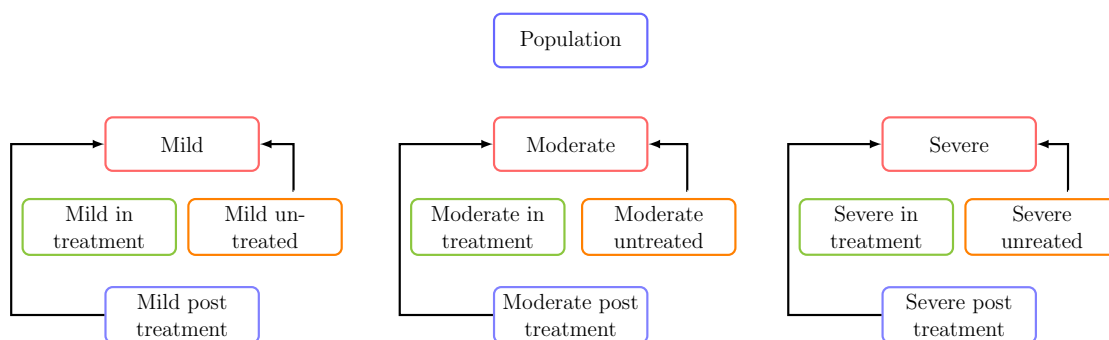 Population
Mild
Moderate
Severe
Mild in
treatment
Mild un-
treated
Moderate in
treatment
Moderate
untreated
Severe in
treatment
Severe
unreated
Mild post
treatment
Moderate post
treatment
Severe post
treatment